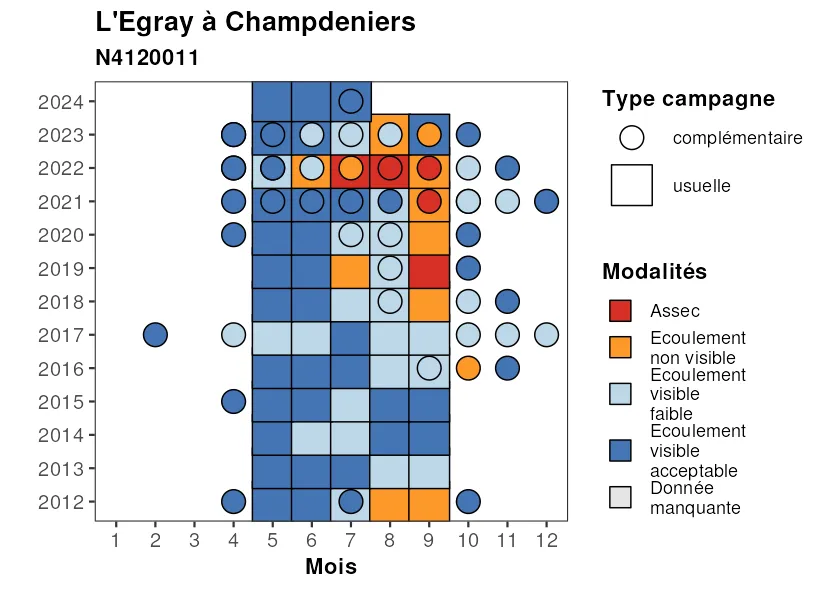 L'Egray à Champdeniers
N4120011
2024
2023
2022
2021
2020
2019
2018
2017
2016
2015
2014
2013
2012
1 2 3 4 5 6 7 8 9 10 11 12
Mois
Type campagne
complémentaire
usuelle
Modalités
Assec
Ecoulement
non visible
Ecoulement
visible
faible
Ecoulement
visible
acceptable
Donnée
manquante